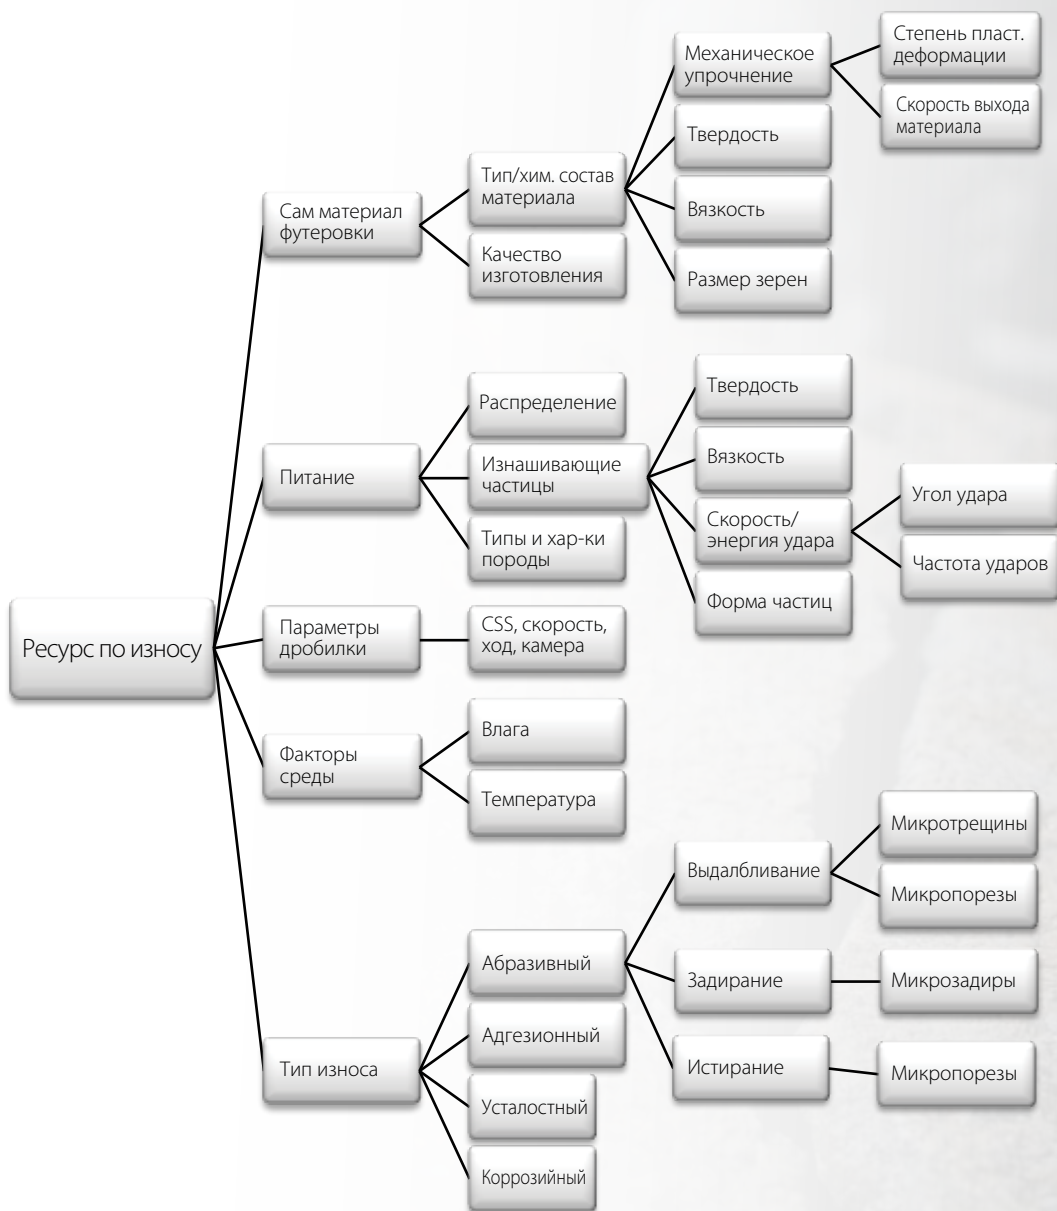 Ресурс по износу
Сам материал
футеровки
Тип/хим. состав
материала
Механическое
упрочнение
Степень пласт.
деформации
Скорость выхода
материала
Твердость
Вязкость
Размер зерен
Качество
изготовления
Питание
Распределение
Изнашивающие
частицы
Твердость
Вязкость
Скорость/
энергия удара
Угол удара
Частота ударов
Форма частиц
Типы и хар-ки
породы
Параметры
дробилки
CSS, скорость,
ход, камера
Факторы
среды
Влага
Температура
Тип износа
Абразивный
Выдалбливание
Микротрещины
Микропорезы
Задирание
Микрозадиры
Истирание
Микропорезы
Адгезионный
Усталостный
Коррозийный